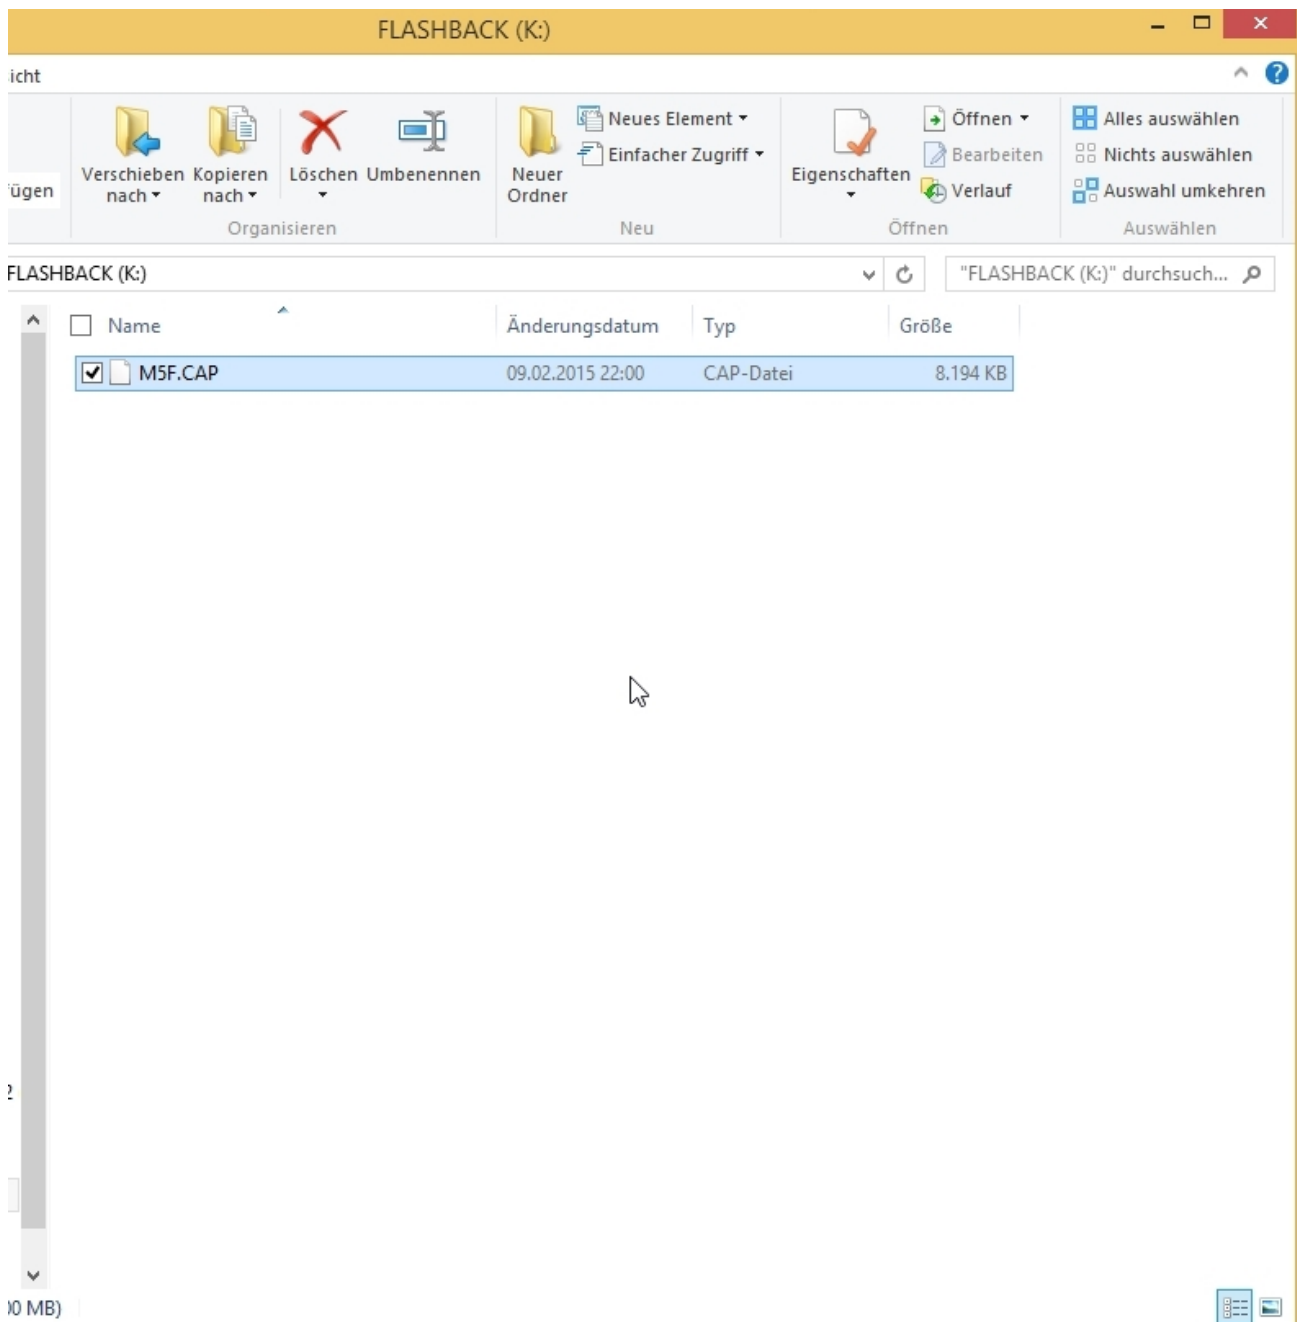 FLASHBACK (K:)
icht
Verschieben nach
Kopieren nach
Löschen
Umbenennen
Organisieren
Neuer Ordner
Neues Element
Einfacher Zugriff
Neu
Eigenschaften
Öffnen
Bearbeiten
Verlauf
Öffnen
Alles auswählen
Nichts auswählen
Auswahl umkehren
Auswählen
FLASHBACK (K:)
"FLASHBACK (K:)" durchsuch...
Name Änderungsdatum Typ Größe
M5F.CAP 09.02.2015 22:00 CAP-Datei 8.194 KB
MB)